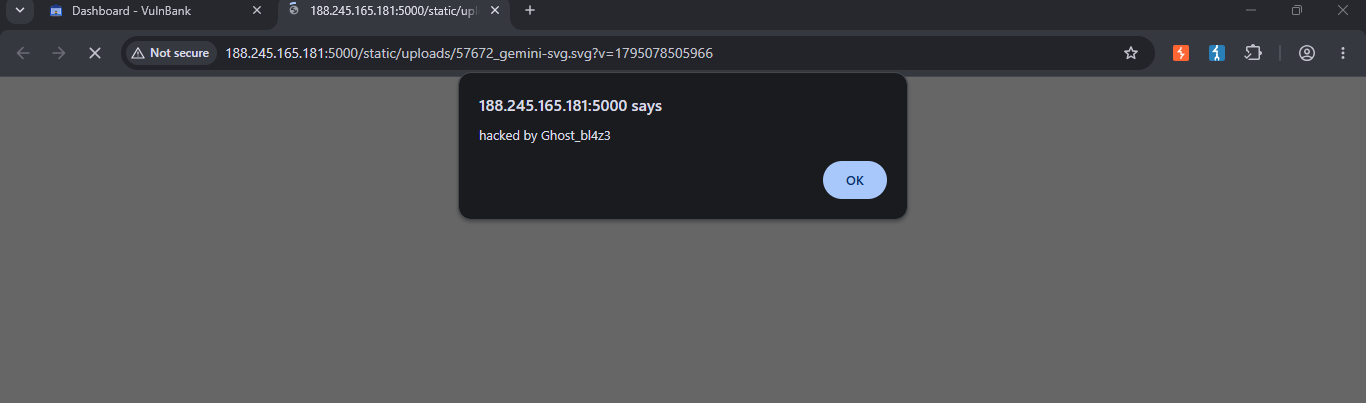 Dashboard - VulnBank
188.245.165.181:5000/static/upl
Not secure
188.245.165.181:5000/static/uploads/57672_gemini-svg.svg?v=1795078505966
188.245.165.181:5000 says
hacked by Ghost_bl4z3
OK